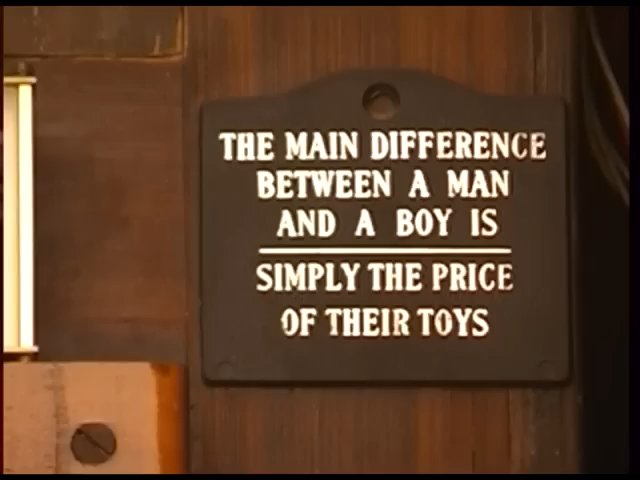 THE MAIN DIFFERENCE
BETWEEN A MAN
AND A BOY IS
SIMPLY THE PRICE
OF THEIR TOYS